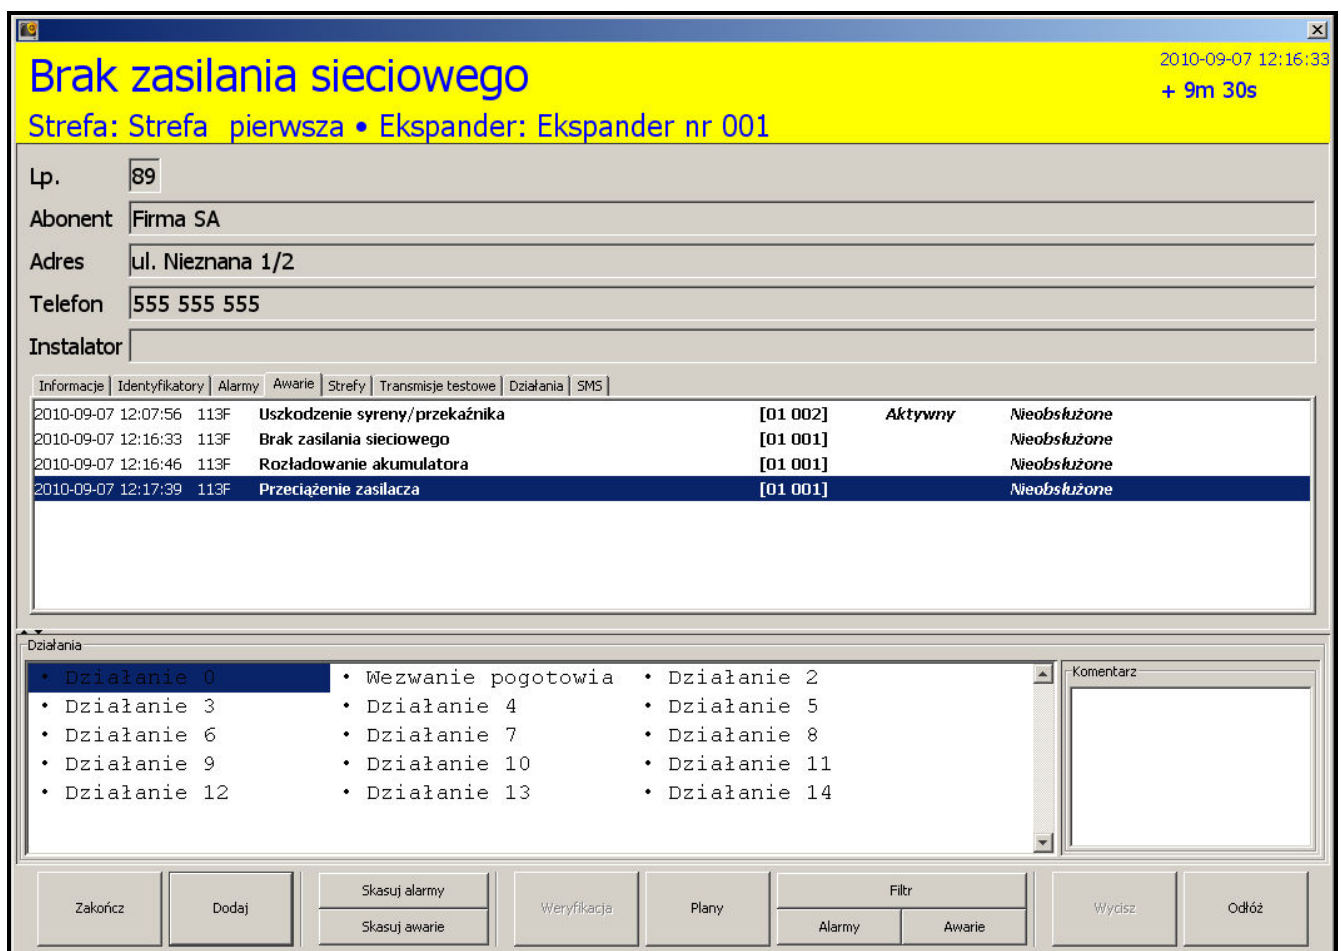 Brak zasilania sieciowego
2010-09-07 12:16:33
+ 9m 30s
Strefa: Strefa pierwsza • Ekspander: Ekspander nr 001
Lp. 89
Abonent Firma SA
Adres ul. Nieznana 1/2
Telefon 555 555 555
Instalator
Informacje Identyfikatory Alarmy Awarie Strefy Transmisje testowe Działania SMS
2010-09-07 12:07:56 113F Uszkodzenie syreny/przekaźnika [01 002] Aktywny Nieobsłużone
2010-09-07 12:16:33 113F Brak zasilania sieciowego [01 001] Nieobsłużone
2010-09-07 12:16:46 113F Rozładowanie akumulatora [01 001] Nieobsłużone
2010-09-07 12:17:39 113F Przeciążenie zasilacza [01 001] Nieobsłużone
Działania
• Działanie 0 • Wezwanie pogotowia • Działanie 2
• Działanie 3 • Działanie 4 • Działanie 5
• Działanie 6 • Działanie 7 • Działanie 8
• Działanie 9 • Działanie 10 • Działanie 11
• Działanie 12 • Działanie 13 • Działanie 14
Komentarz
Zakończ
Dodaj
Skasuj alarmy
Skasuj awarie
Weryfikacja
Plany
Filtr
Alarmy
Awarie
Wycisz
Odłóż